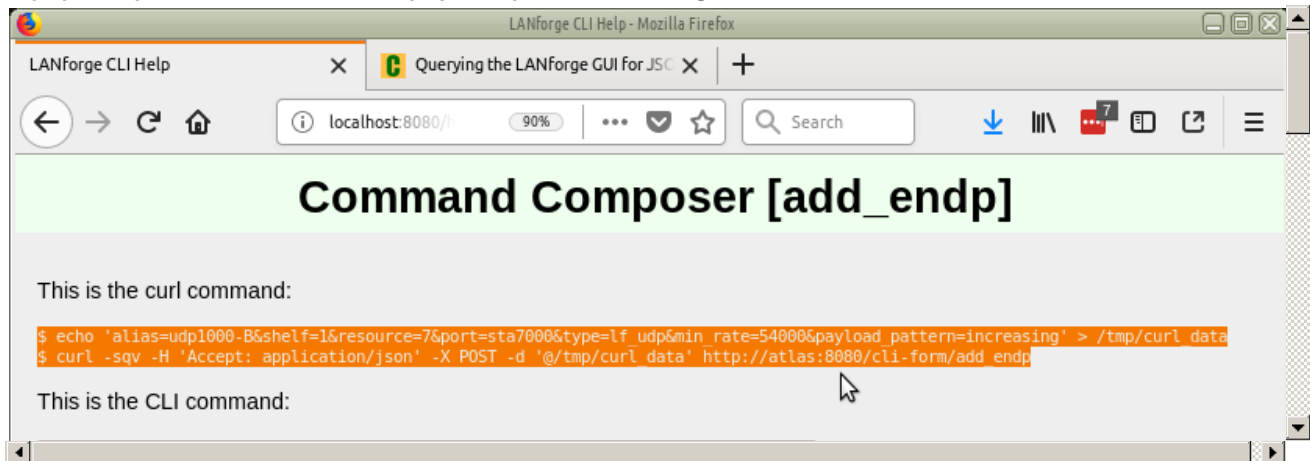 LANforge CLI Help - Mozilla Firefox
LANforge CLI Help
Querying the LANforge GUI for JSO
localhost:8080/h 90% Search 7
Command Composer [add_endp]
This is the curl command:
$ echo 'alias=udp1000-B&shelf=1&resource=7&port=sta7000&type=lf_udp&min_rate=54000&payload_pattern=increasing' > /tmp/curl_data
$ curl -sqv -H 'Accept: application/json' -X POST -d '@/tmp/curl_data' http://atlas:8080/cli-form/add_endp
This is the CLI command: